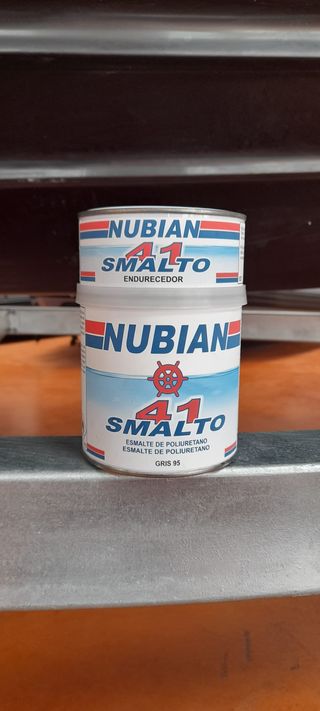 NUBIAN
41
SMALTO
ENDURECEDOR
NUBIAN
41
SMALTO
ESMALTE DE POLIURETANO
ESMALTE DE POLIURETANO
GRIS 95